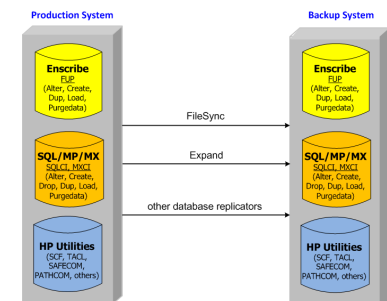 Production System
Backup System
Enscribe
FUP
(Alter, Create,
Dup, Load,
Purgedata)
SQL/MP/MX
SQLCI, MXCI
(Alter, Create,
Drop, Dup, Load,
Purgedata)
HP Utilities
(SCF, TACL,
SAFECOM,
PATHCOM, others)
FileSync
Expand
other database replicators
Enscribe
FUP
(Alter, Create,
Dup, Load,
Purgedata)
SQL/MP/MX
SQLCI, MXCI
(Alter, Create,
Drop, Dup, Load,
Purgedata)
HP Utilities
(SCF, TACL,
SAFECOM,
PATHCOM, others)